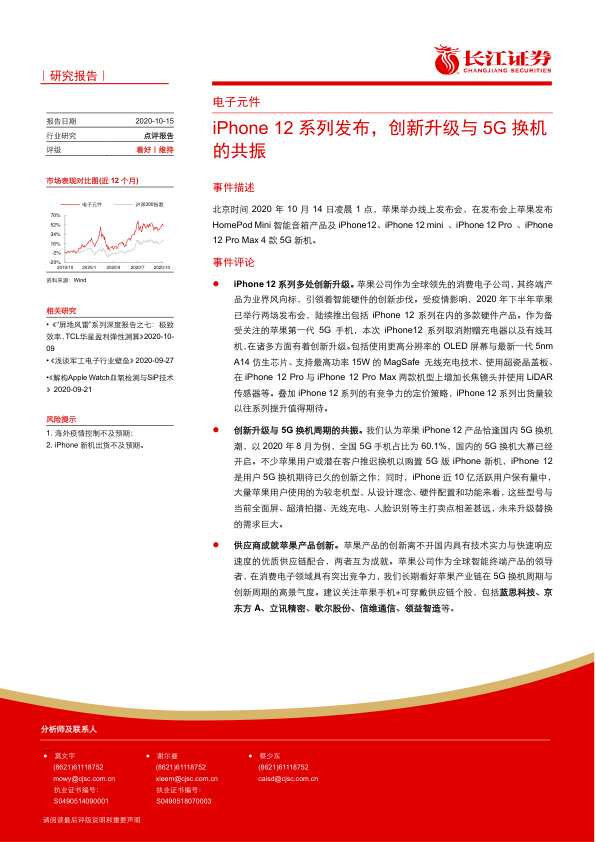 长江证券
CHANGJIANG SECURITIES
｜研究报告｜
报告日期 2020-10-15
行业研究 点评报告
评级 看好｜维持
市场表现对比图(近 12 个月)
电子元件 沪深300指数
70%
52%
34%
16%
-2%
-20%
2019/10 2020/1 2020/4 2020/7 2020/10
资料来源：Wind
相关研究
•《“屏地风雷”系列深度报告之七：极致
效率, TCL华星盈利弹性测算》2020-10-
09
•《浅谈军工电子行业壁垒》2020-09-27
•《解构Apple Watch血氧检测与SiP技术
》2020-09-21
风险提示
1. 海外疫情控制不及预期；
2. iPhone 新机出货不及预期。
电子元件
iPhone 12 系列发布，创新升级与 5G 换机
的共振
事件描述
北京时间 2020 年 10 月 14 日凌晨 1 点，苹果举办线上发布会，在发布会上苹果发布
HomePod Mini 智能音箱产品及 iPhone12、iPhone 12 mini 、iPhone 12 Pro 、iPhone
12 Pro Max 4 款 5G 新机。
事件评论
● iPhone 12 系列多处创新升级。苹果公司作为全球领先的消费电子公司，其终端产
品为业界风向标，引领着智能硬件的创新步伐。受疫情影响，2020 年下半年苹果
已举行两场发布会，陆续推出包括 iPhone 12 系列在内的多款硬件产品。作为备
受关注的苹果第一代 5G 手机，本次 iPhone12 系列取消附赠充电器以及有线耳
机,在诸多方面有着创新升级。包括使用更高分辨率的 OLED 屏幕与最新一代 5nm
A14 仿生芯片、支持最高功率 15W 的 MagSafe 无线充电技术、使用超瓷晶盖板、
在 iPhone 12 Pro 与 iPhone 12 Pro Max 两款机型上增加长焦镜头并使用 LiDAR
传感器等。叠加 iPhone 12 系列的有竞争力的定价策略，iPhone 12 系列出货量较
以往系列提升值得期待。
● 创新升级与 5G 换机周期的共振。我们认为苹果 iPhone 12 产品恰逢国内 5G 换机
潮，以 2020 年 8 月为例，全国 5G 手机占比为 60.1%，国内的 5G 换机大幕已经
开启。不少苹果用户或潜在客户推迟换机以购置 5G 版 iPhone 新机，iPhone 12
是用户 5G 换机期待已久的创新之作；同时，iPhone 近 10 亿活跃用户保有量中，
大量苹果用户使用的为较老机型，从设计理念、硬件配置和功能来看，这些型号与
当前全面屏、超清拍摄、无线充电、人脸识别等主打卖点相差甚远，未来升级替换
的需求巨大。
● 供应商成就苹果产品创新。苹果产品的创新离不开国内具有技术实力与快速响应
速度的优质供应链配合，两者互为成就。苹果公司作为全球智能终端产品的领导
者，在消费电子领域具有突出竞争力，我们长期看好苹果产业链在 5G 换机周期与
创新周期的高景气度。建议关注苹果手机+可穿戴供应链个股，包括蓝思科技、京
东方 A、立讯精密、歌尔股份、信维通信、领益智造等。
分析师及联系人
● 莫文宇 ● 谢尔曼 ● 蔡少东
(8621)61118752 (8621)61118752 (8621)61118752
mowy@cjsc.com.cn xieerm@cjsc.com.cn caisd@cjsc.com.cn
执业证书编号： 执业证书编号：
S0490514090001 S0490518070003
请阅读最后评级说明和重要声明